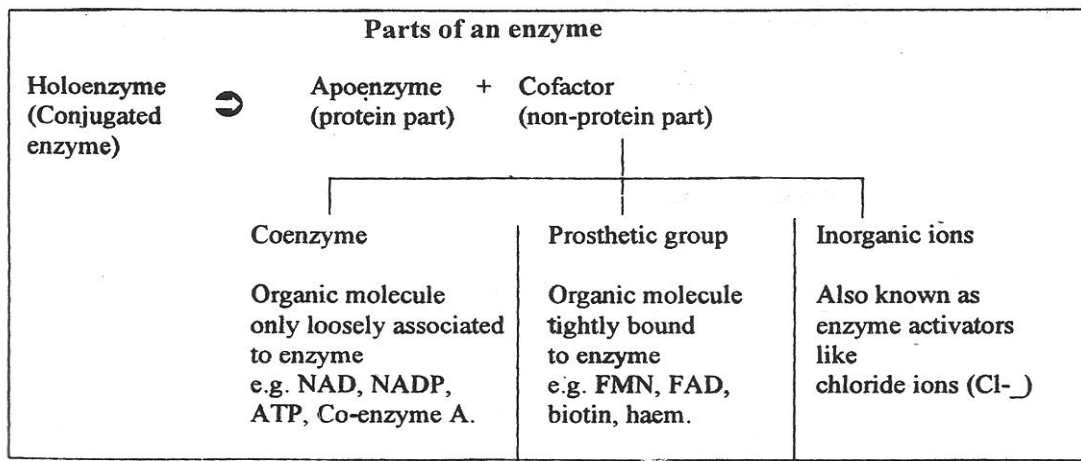 Parts of an enzyme
Holoenzyme
(Conjugated
enzyme)
Apoenzyme + Cofactor
(protein part) (non-protein part)
Coenzyme
Organic molecule
only loosely associated
to enzyme
e.g. NAD, NADP,
ATP, Co-enzyme A.
Prosthetic group
Organic molecule
tightly bound
to enzyme
e.g. FMN, FAD,
biotin, haem.
Inorganic ions
Also known as
enzyme activators
like
chloride ions (Cl-_)